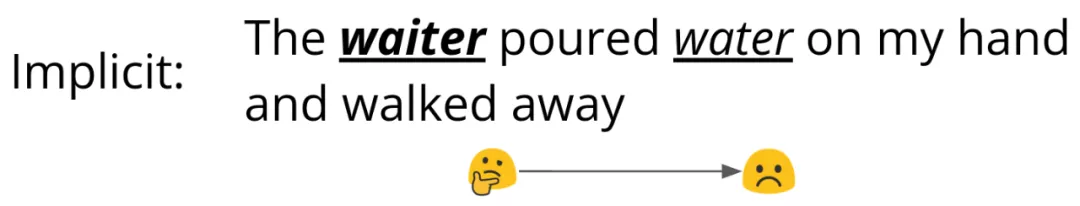 Implicit:
The waiter poured water on my hand
and walked away